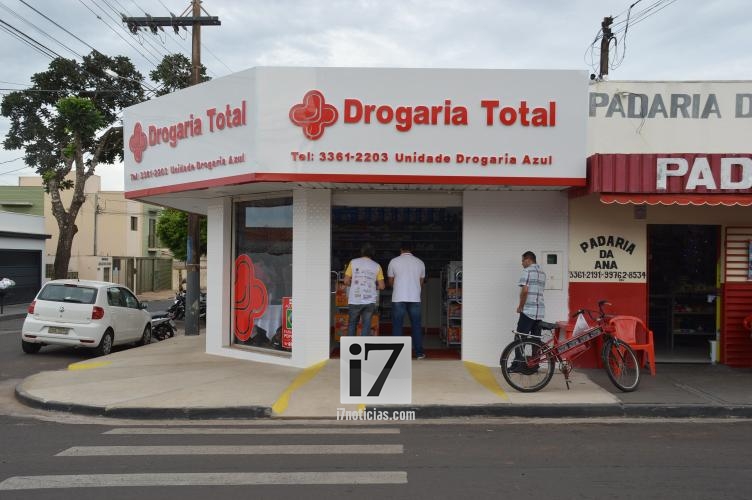 Drogaria Total
Tel: 3361-2203 Unidade Drogaria Azul
Drogaria Total
Tel: 3361-2203 Unidade Drogaria Azul
PADARIA D
PAD
PADARIA
DA
ANA
3361-2191-99762-8534
i7
i7noticias.com